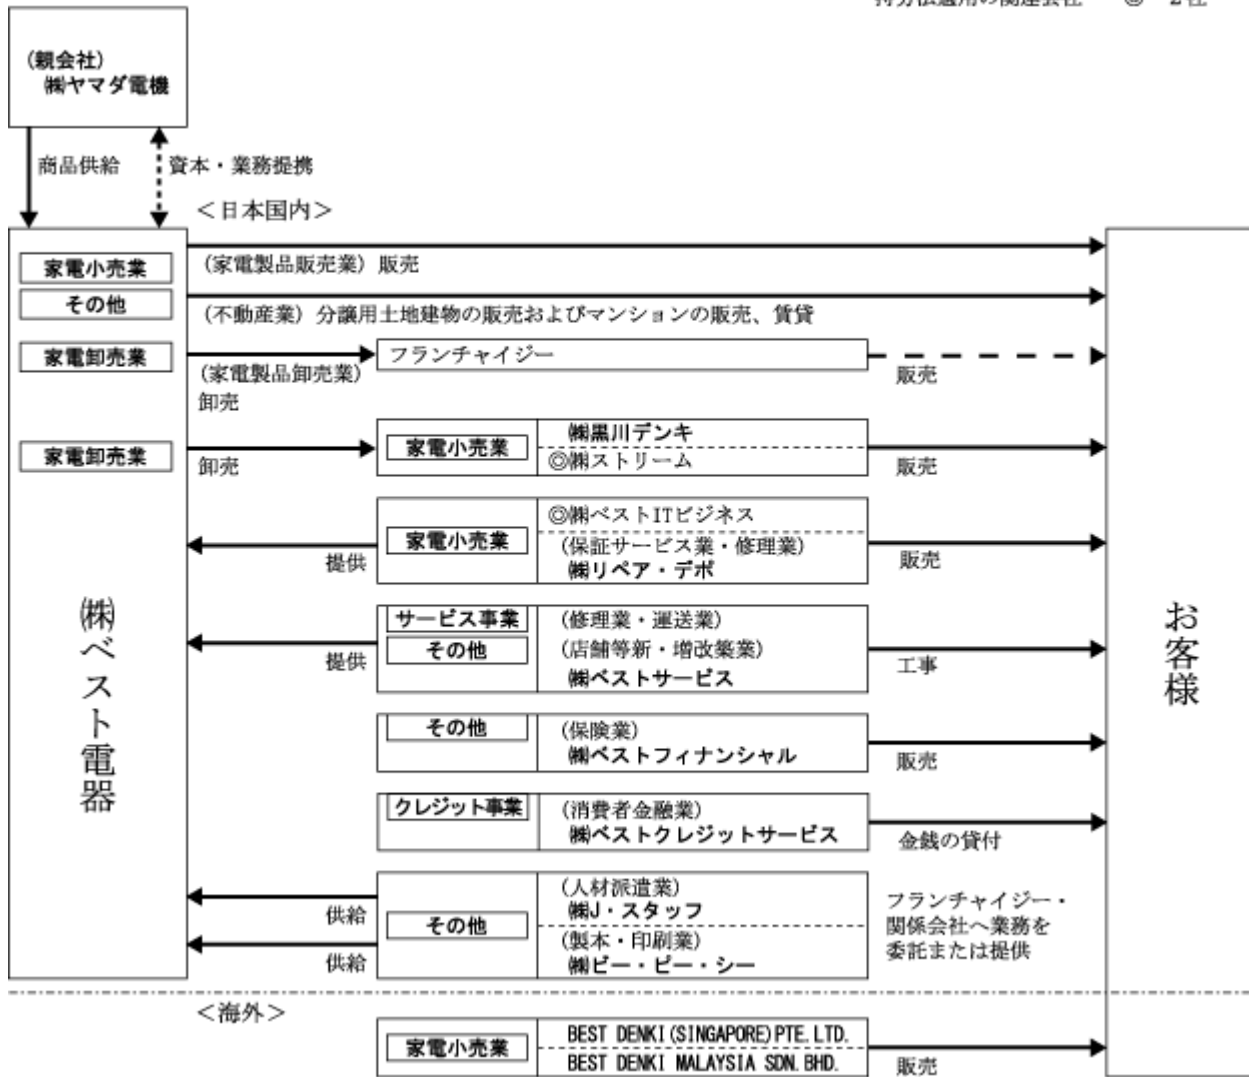 持分法適用の関連会社 ◎ 2社
(親会社)
㈱ヤマダ電機
商品供給
資本・業務提携
＜日本国内＞
家電小売業
(家電製品販売業) 販売
その他
(不動産業) 分譲用土地建物の販売およびマンションの販売、賃貸
家電卸売業
(家電製品卸売業)
卸売
フランチャイジー
販売
家電卸売業
卸売
家電小売業
㈱黒川デンキ
◎㈱ストリーム
販売
提供
家電小売業
◎㈱ベストITビジネス
(保証サービス業・修理業)
㈱リペア・デポ
販売
提供
サービス事業
その他
(修理業・運送業)
(店舗等新・増改築業)
㈱ベストサービス
工事
その他
(保険業)
㈱ベストフィナンシャル
販売
クレジット事業
(消費者金融業)
㈱ベストクレジットサービス
金銭の貸付
供給
供給
その他
(人材派遣業)
㈱J・スタッフ
(製本・印刷業)
㈱ビー・ピー・シー
フランチャイジー・
関係会社へ業務を
委託または提供
㈱ベスト電器
お客様
＜海外＞
家電小売業
BEST DENKI(SINGAPORE)PTE.LTD.
BEST DENKI MALAYSIA SDN.BHD.
販売